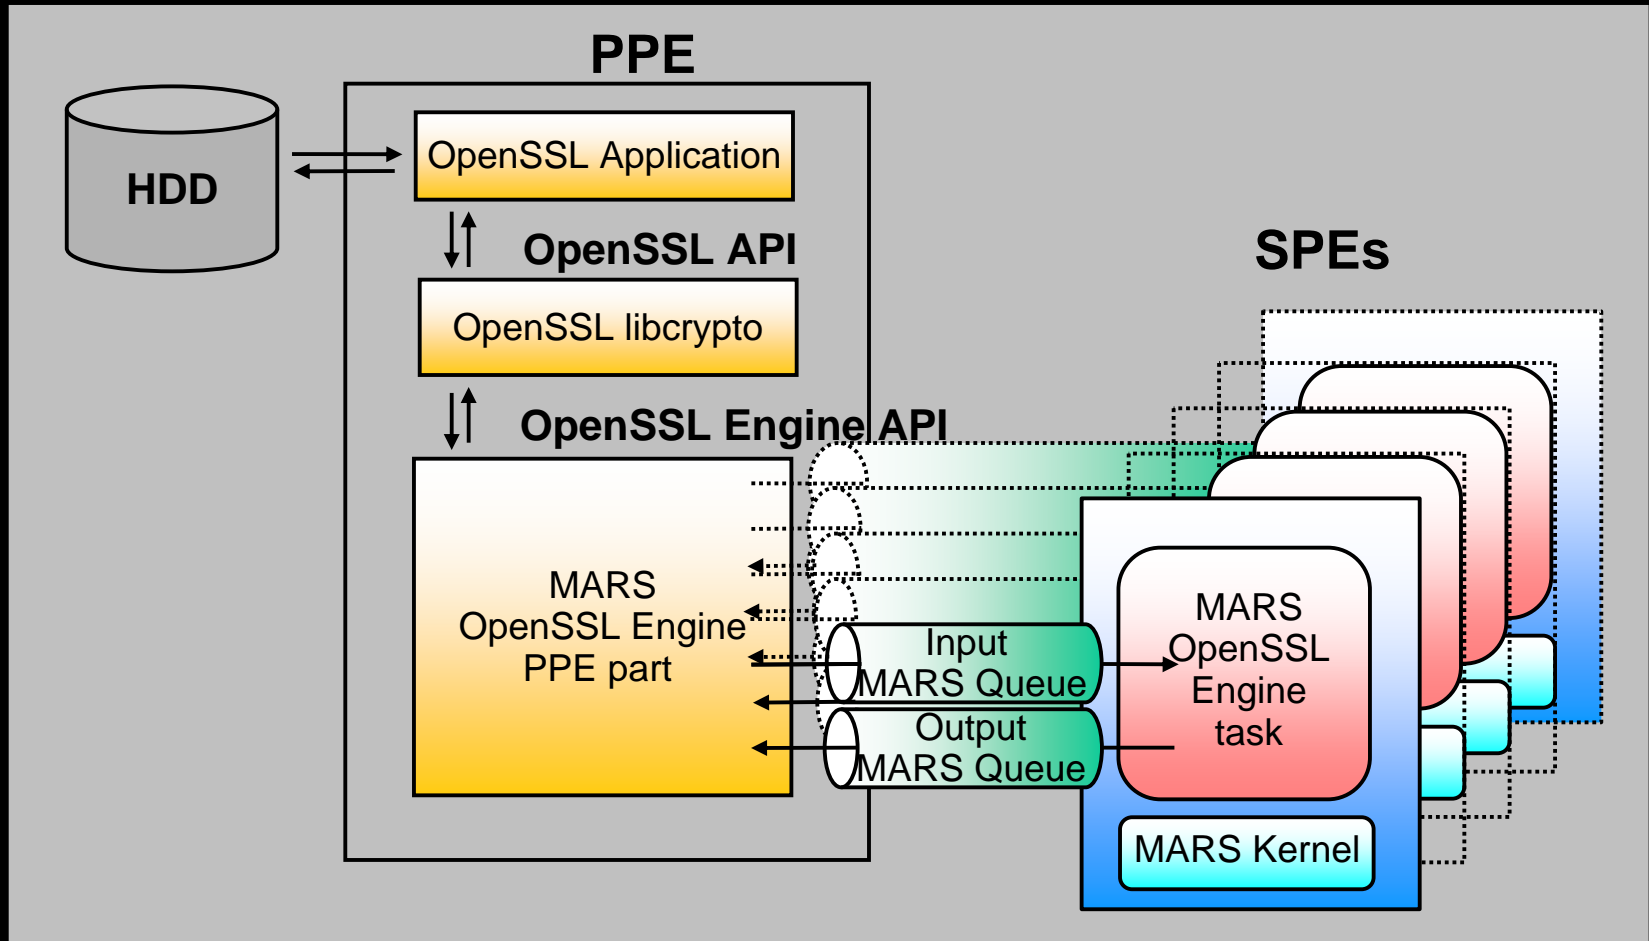 PPE
HDD
OpenSSL Application
OpenSSL API
OpenSSL libcrypto
OpenSSL Engine API
MARS
OpenSSL Engine
PPE part
SPEs
Input
MARS Queue
Output
MARS Queue
MARS
OpenSSL
Engine
task
MARS Kernel